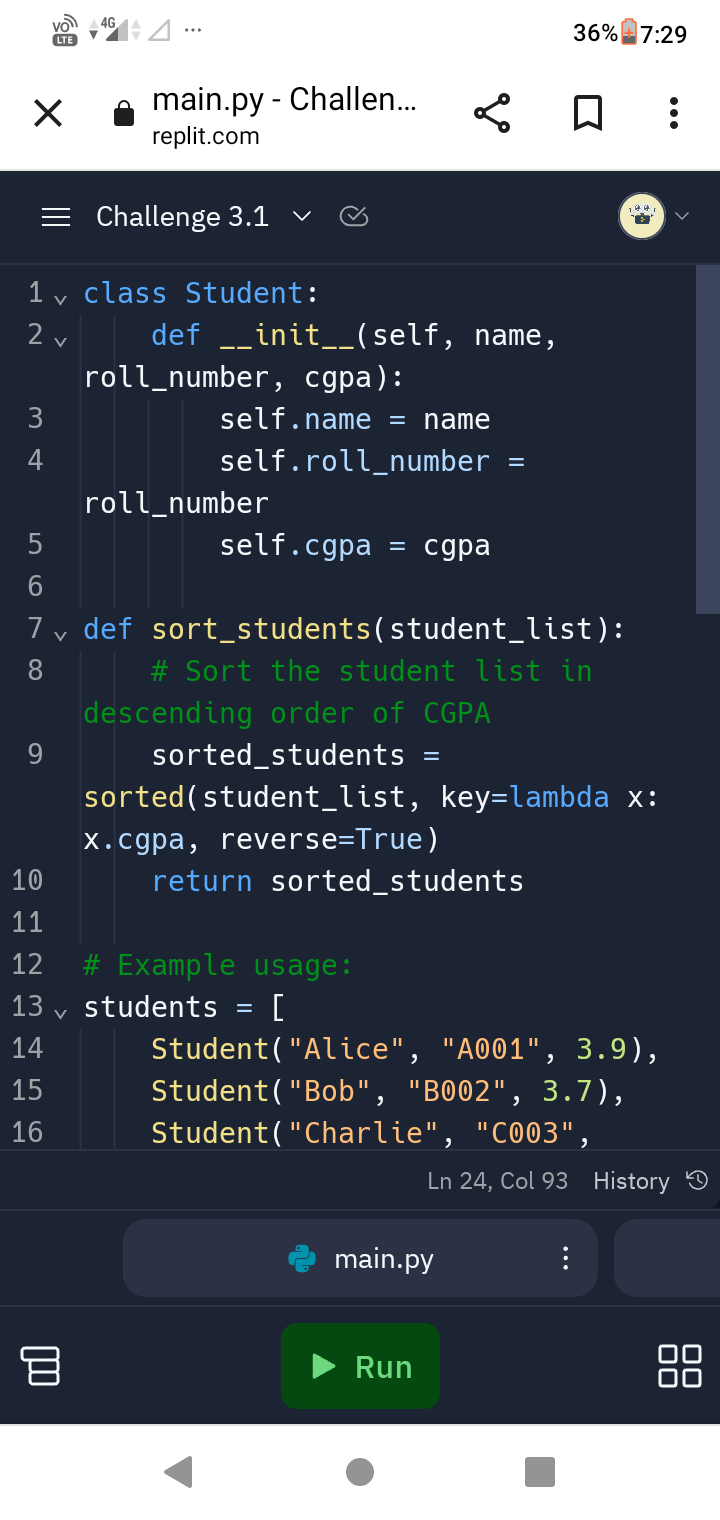 VO LTE 4G ... 36% 7:29
main.py - Challen...
replit.com
Challenge 3.1
1 class Student:
2     def __init__(self, name,
roll_number, cgpa):
3         self.name = name
4         self.roll_number =
roll_number
5         self.cgpa = cgpa
6
7 def sort_students(student_list):
8     # Sort the student list in
descending order of CGPA
9     sorted_students =
sorted(student_list, key=lambda x:
x.cgpa, reverse=True)
10     return sorted_students
11
12 # Example usage:
13 students = [
14     Student("Alice", "A001", 3.9),
15     Student("Bob", "B002", 3.7),
16     Student("Charlie", "C003",
Ln 24, Col 93 History
main.py
Run